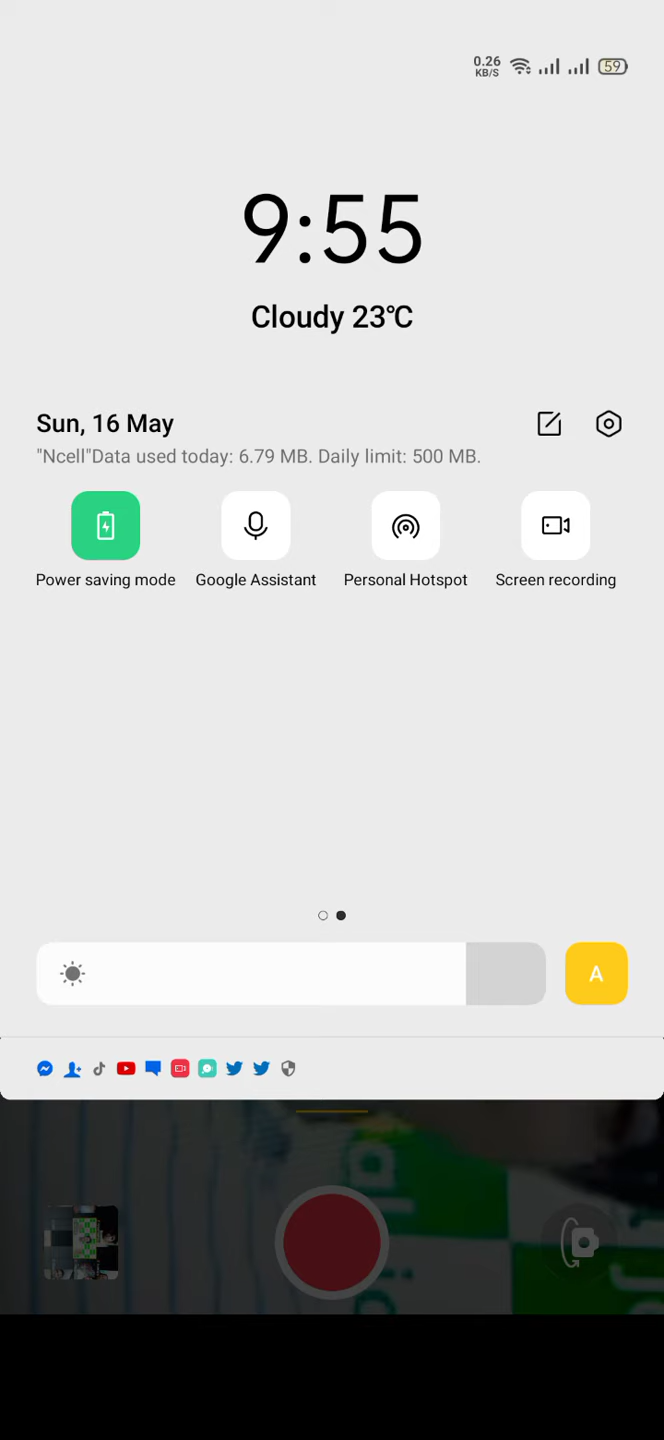 0.26
KB/S
59
9:55
Cloudy 23°C
Sun, 16 May
"Ncell"Data used today: 6.79 MB. Daily limit: 500 MB.
Power saving mode
Google Assistant
Personal Hotspot
Screen recording
A